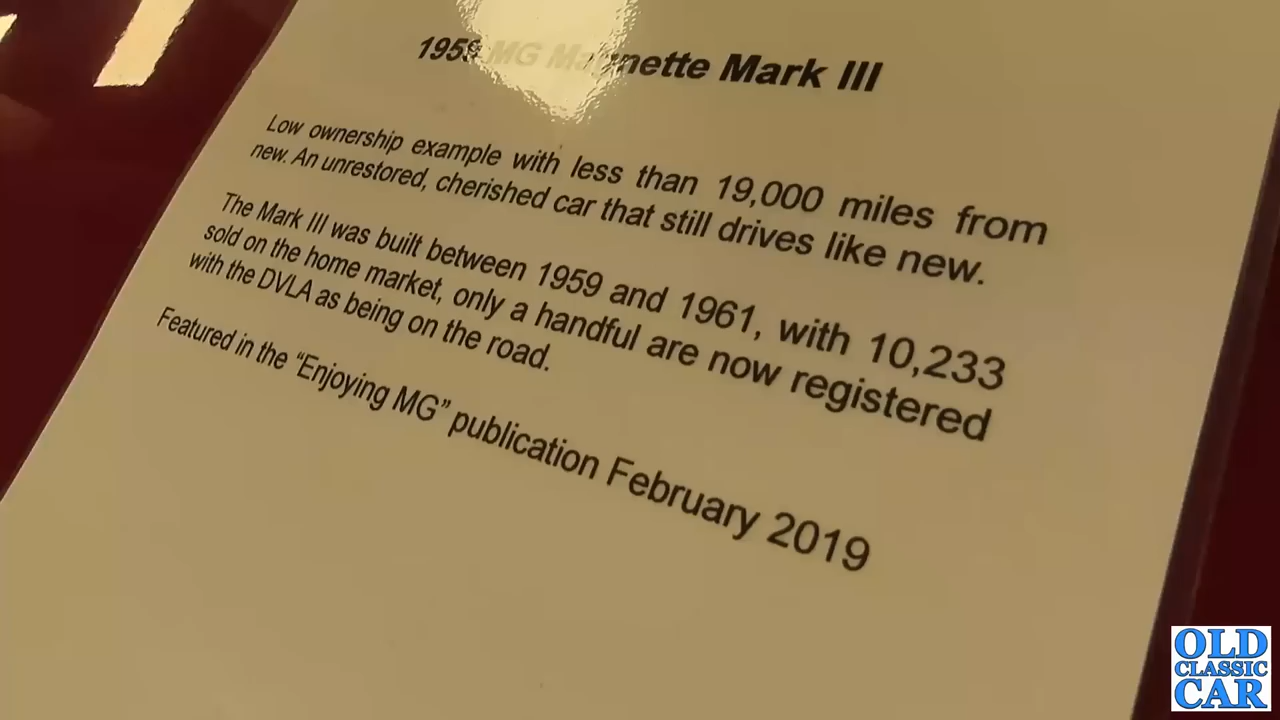 1959 MG Magnette Mark III
Low ownership example with less than 19,000 miles from
new. An unrestored, cherished car that still drives like new.
The Mark III was built between 1959 and 1961, with 10,233
sold on the home market, only a handful are now registered
with the DVLA as being on the road.
Featured in the “Enjoying MG” publication February 2019
OLD
CLASSIC
CAR